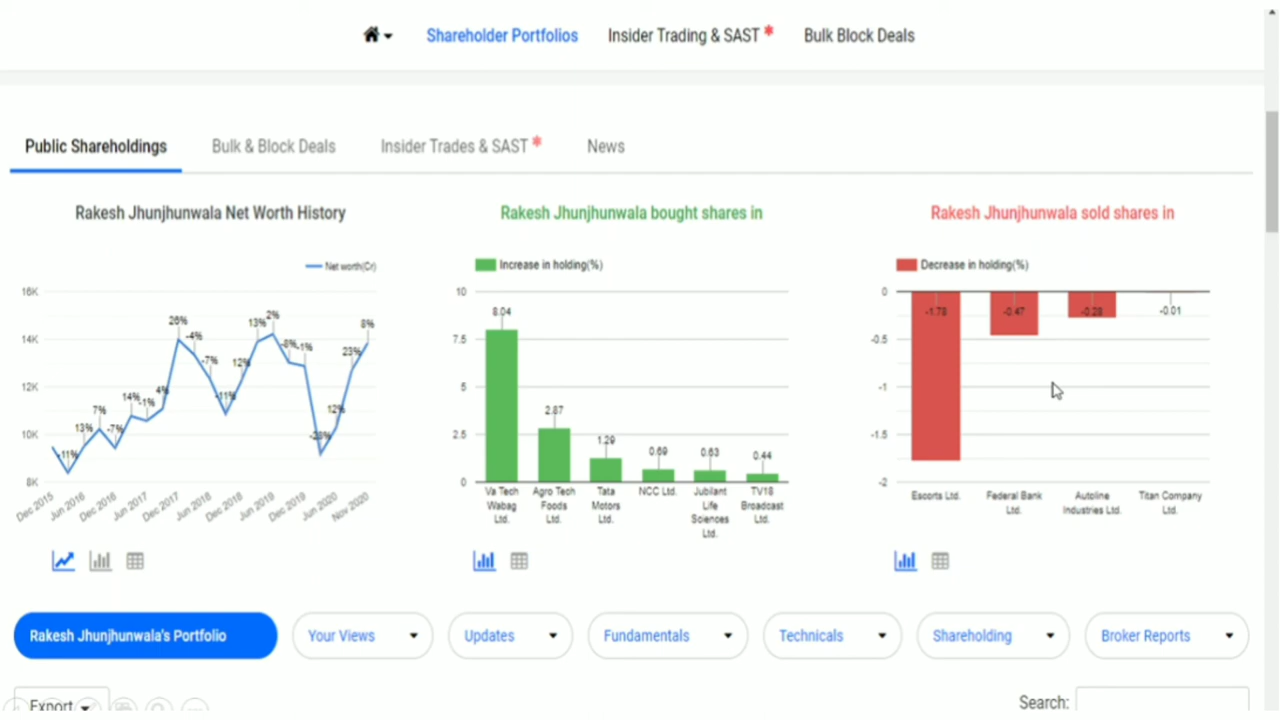 Shareholder Portfolios Insider Trading & SAST * Bulk Block Deals
Public Shareholdings Bulk & Block Deals Insider Trades & SAST * News
Rakesh Jhunjhunwala Net Worth History
Net worth(Cr)
16K
14K
12K
10K
8K
-11%
13%
7%
-7%
14%
-1%
4%
26%
-4%
-7%
-11%
12%
13%
2%
-8%
-1%
-28%
12%
23%
8%
Dec 2015
Jun 2016
Dec 2016
Jun 2017
Dec 2017
Jun 2018
Dec 2018
Jun 2019
Dec 2019
Jun 2020
Nov 2020
Rakesh Jhunjhunwala bought shares in
Increase in holding(%)
10
7.5
5
2.5
0
8.04
2.87
1.29
0.69
0.63
0.44
Va Tech
Wabag
Ltd.
Agro Tech
Foods
Ltd.
Tata
Motors
Ltd.
NCC Ltd.
Jubilant
Life
Sciences
Ltd.
TV18
Broadcast
Ltd.
Rakesh Jhunjhunwala sold shares in
Decrease in holding(%)
0
-0.5
-1
-1.5
-2
-1.78
-0.47
-0.28
-0.01
Escorts Ltd.
Federal Bank
Ltd.
Autoline
Industries Ltd.
Titan Company
Ltd.
Rakesh Jhunjhunwala's Portfolio Your Views Updates Fundamentals Technicals Shareholding Broker Reports
Export Search: